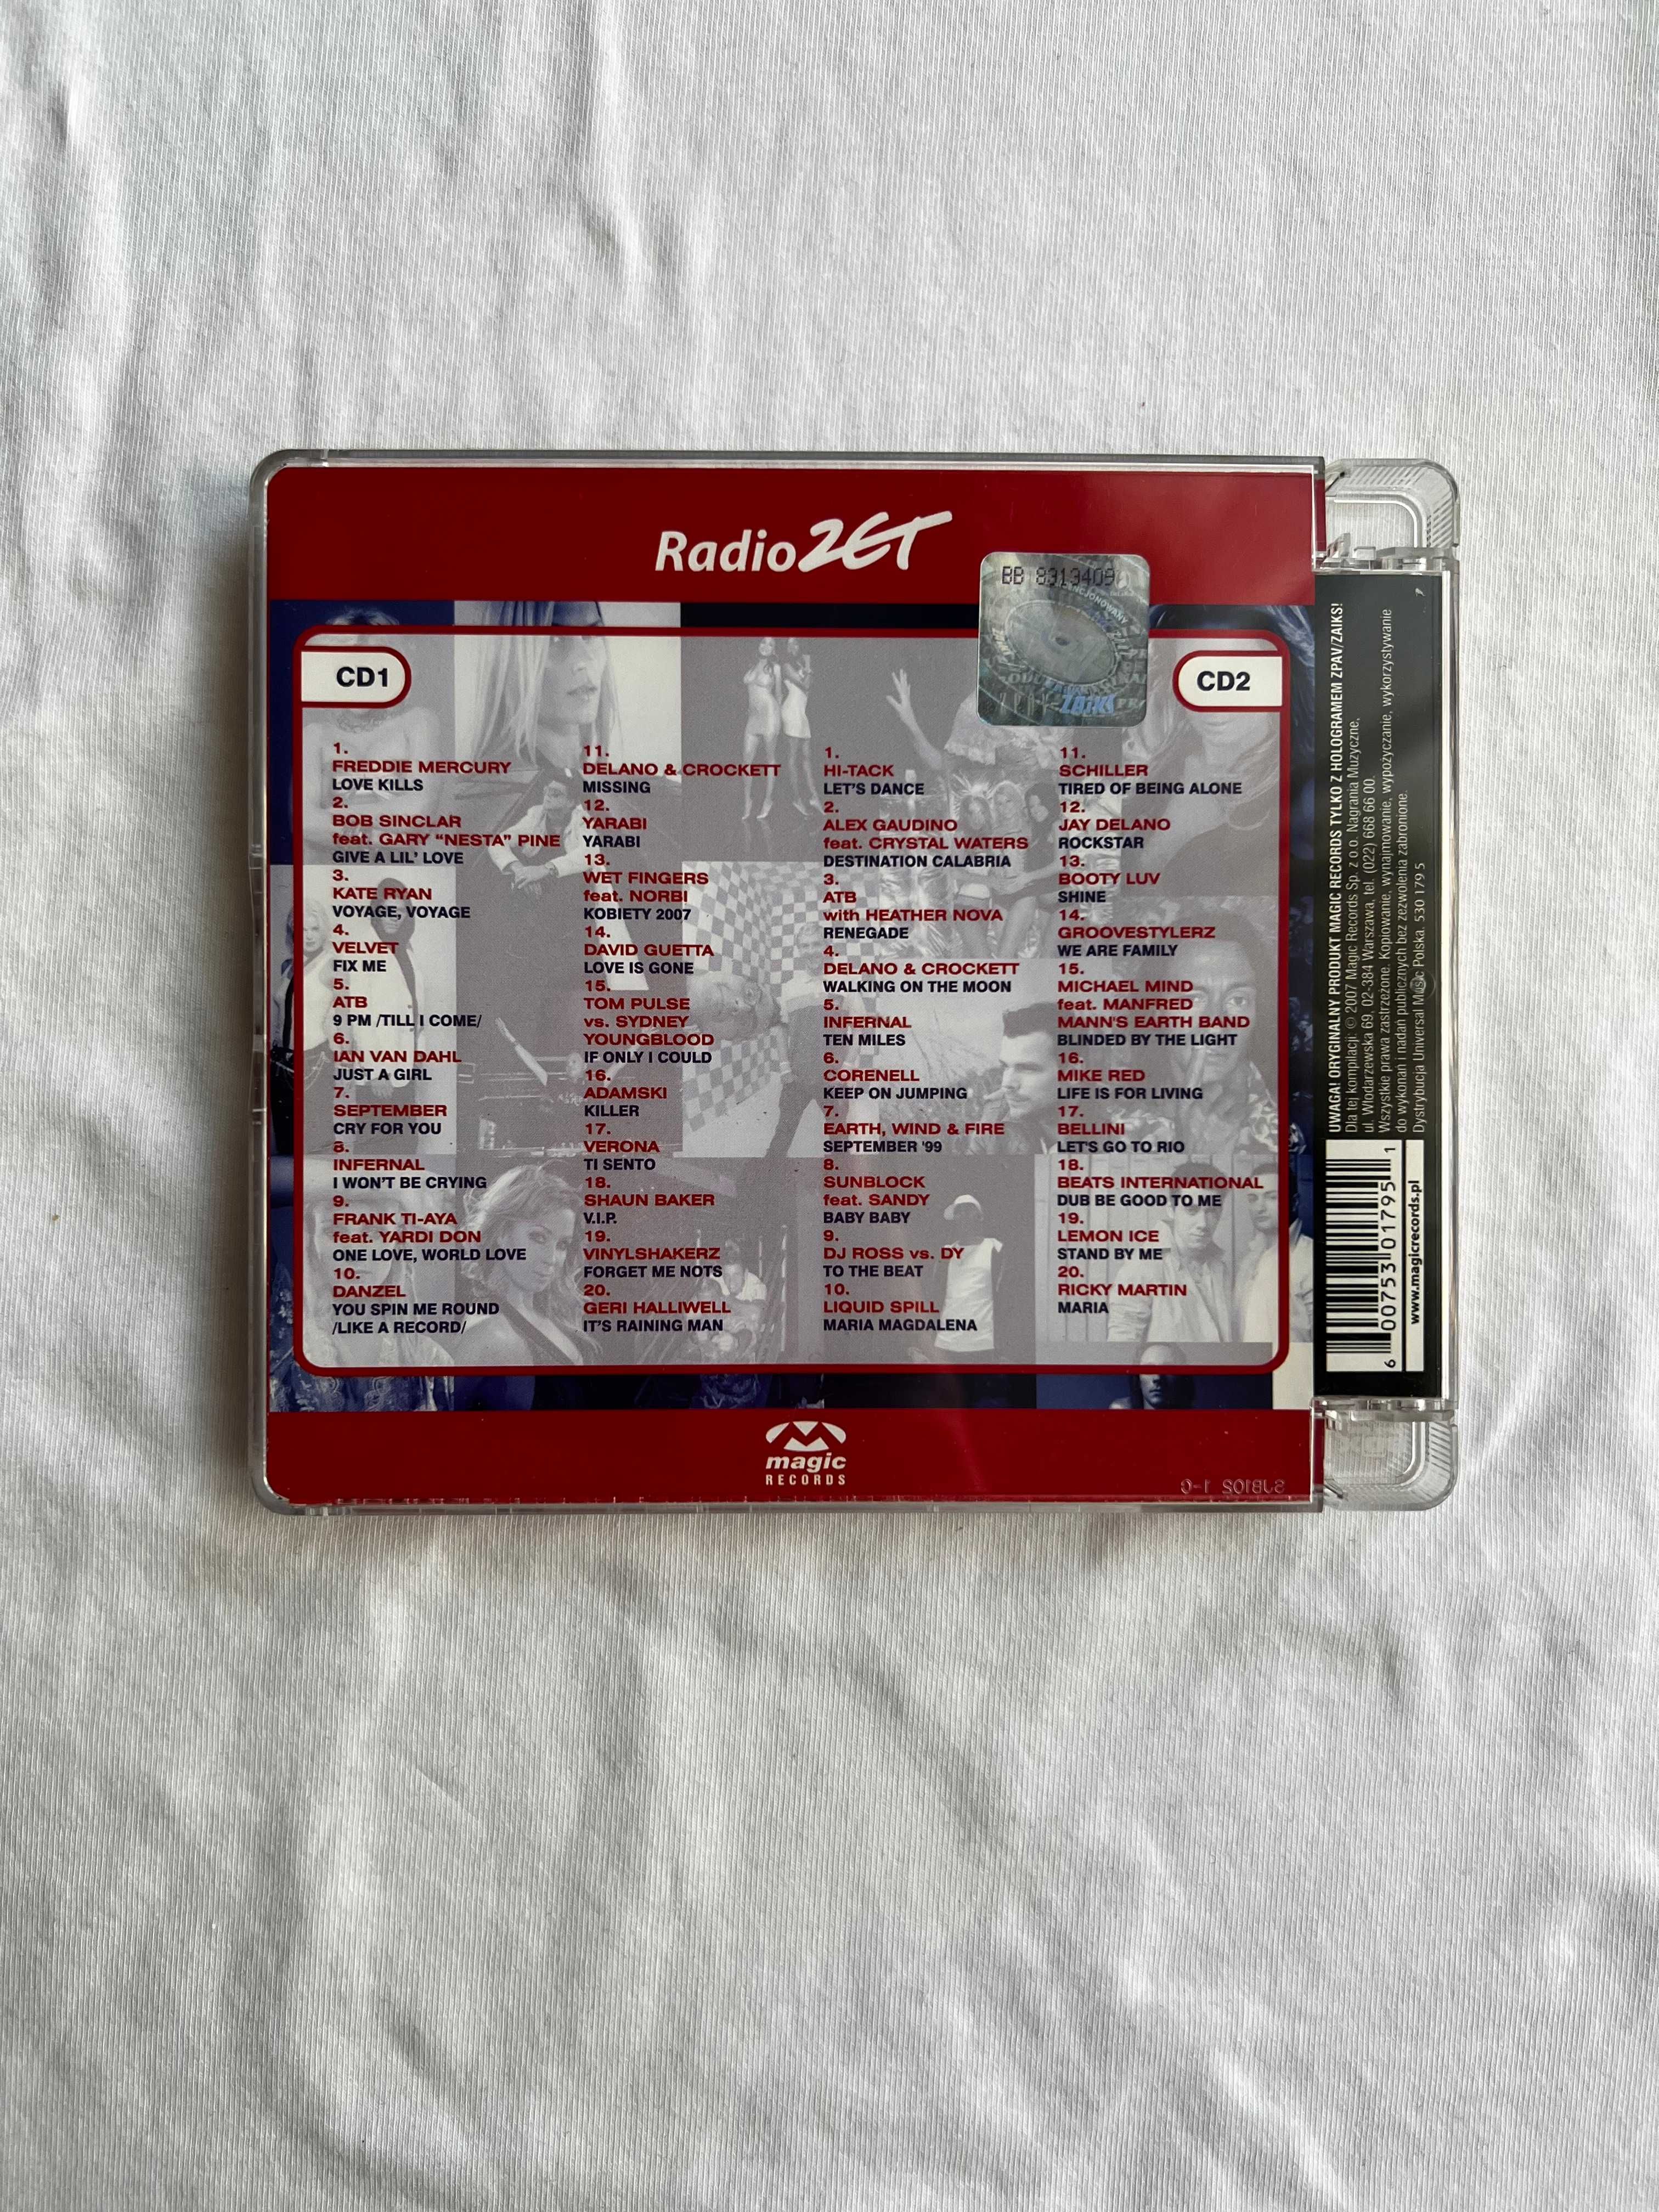 Radio ZET
BB 8313409
CD1
CD2
1.
FREDDIE MERCURY
LOVE KILLS
2.
BOB SINCLAR
feat. GARY “NESTA” PINE
GIVE A LIL’ LOVE
3.
KATE RYAN
VOYAGE, VOYAGE
4.
VELVET
FIX ME
5.
ATB
9 PM /TILL I COME/
6.
IAN VAN DAHL
JUST A GIRL
7.
SEPTEMBER
CRY FOR YOU
8.
INFERNAL
I WON'T BE CRYING
9.
FRANK TI-AYA
feat. YARDI DON
ONE LOVE, WORLD LOVE
10.
DANZEL
YOU SPIN ME ROUND
/LIKE A RECORD/
11.
DELANO & CROCKETT
MISSING
12.
YARABI
YARABI
13.
WET FINGERS
feat. NORBI
KOBIETY 2007
14.
DAVID GUETTA
LOVE IS GONE
15.
TOM PULSE
vs. SYDNEY
YOUNGBLOOD
IF ONLY I COULD
16.
ADAMSKI
KILLER
17.
VERONA
TI SENTO
18.
SHAUN BAKER
V.I.P.
19.
VINYLSHAKERZ
FORGET ME NOTS
20.
GERI HALLIWELL
IT'S RAINING MAN
1.
HI-TACK
LET'S DANCE
2.
ALEX GAUDINO
feat. CRYSTAL WATERS
DESTINATION CALABRIA
3.
ATB
with HEATHER NOVA
RENEGADE
4.
DELANO & CROCKETT
WALKING ON THE MOON
5.
INFERNAL
TEN MILES
6.
CORENELL
KEEP ON JUMPING
7.
EARTH, WIND & FIRE
SEPTEMBER '99
8.
SUNBLOCK
feat. SANDY
BABY BABY
9.
DJ ROSS vs. DY
TO THE BEAT
10.
LIQUID SPILL
MARIA MAGDALENA
11.
SCHILLER
TIRED OF BEING ALONE
12.
JAY DELANO
ROCKSTAR
13.
BOOTY LUV
SHINE
14.
GROOVESTYLERZ
WE ARE FAMILY
15.
MICHAEL MIND
feat. MANFRED
MANN'S EARTH BAND
BLINDED BY THE LIGHT
16.
MIKE RED
LIFE IS FOR LIVING
17.
BELLINI
LET'S GO TO RIO
18.
BEATS INTERNATIONAL
DUB BE GOOD TO ME
19.
LEMON ICE
STAND BY ME
20.
RICKY MARTIN
MARIA
magic
RECORDS
UWAGA! ORYGINALNY PRODUKT MAGIC RECORDS TYLKO Z HOLOGRAMEM ZPAV/ZAIKS!
Dla tej kompilacji: © 2007 Magic Records Sp. z o.o. Nagrania Muzyczne,
ul. Włodarzewska 69, 02-384 Warszawa, tel. (022) 668 66 00.
Wszystkie prawa zastrzeżone. Kopiowanie, wynajmowanie, wypożyczanie, wykorzystywanie
do wykonań i nadań publicznych bez zezwolenia zabronione.
Dystrybucja Universal Music Polska. 530 179 5
6 00753 01795 1
www.magicrecords.pl